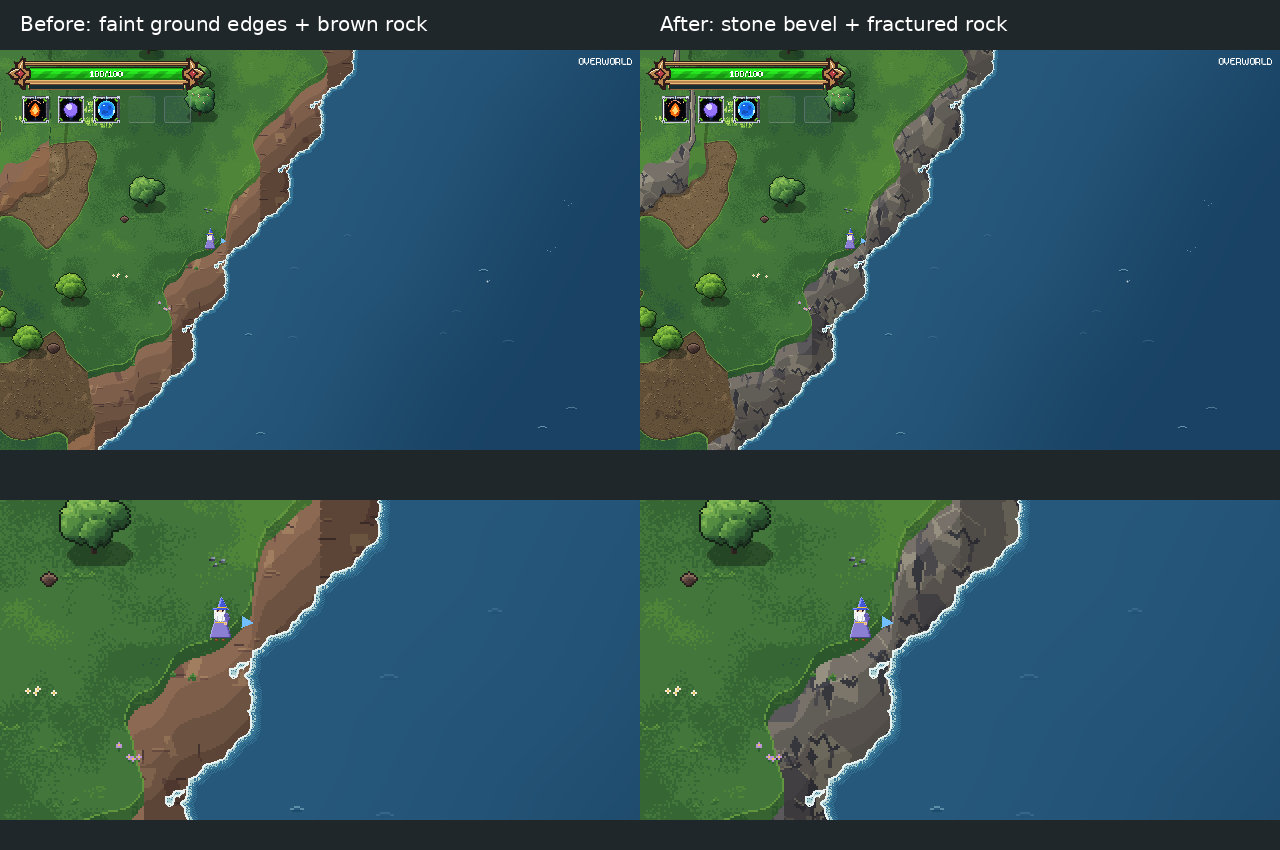 Before: faint ground edges + brown rock
After: stone bevel + fractured rock
100/100
OVERWORLD
100/100
OVERWORLD